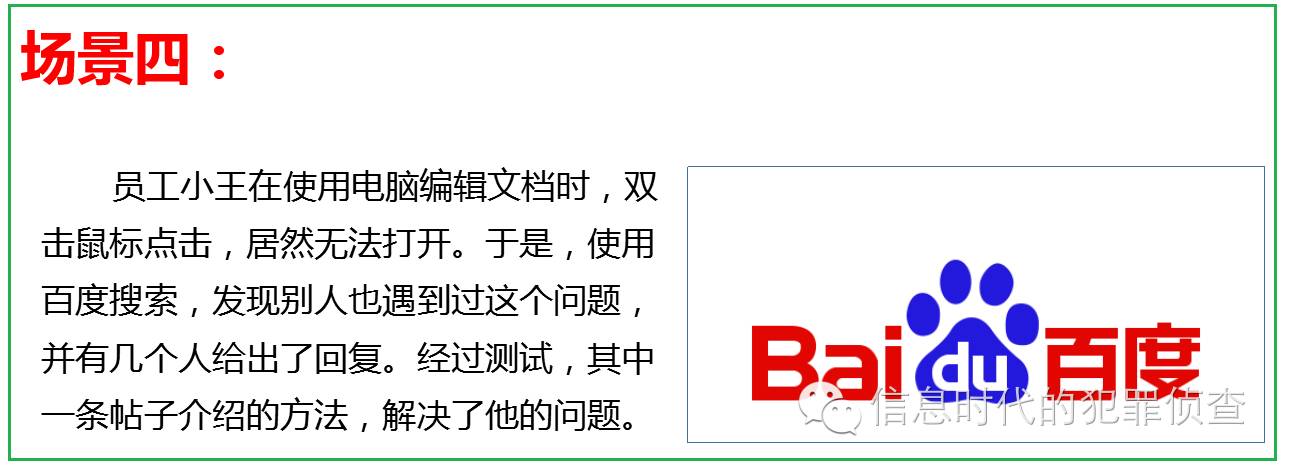 场景四：
员工小王在使用电脑编辑文档时，双
击鼠标点击，居然无法打开。于是，使用
百度搜索，发现别人也遇到过这个问题，
并有几个人给出了回复。经过测试，其中
一条帖子介绍的方法，解决了他的问题。
Bai du 百度
信息时代的犯罪侦查